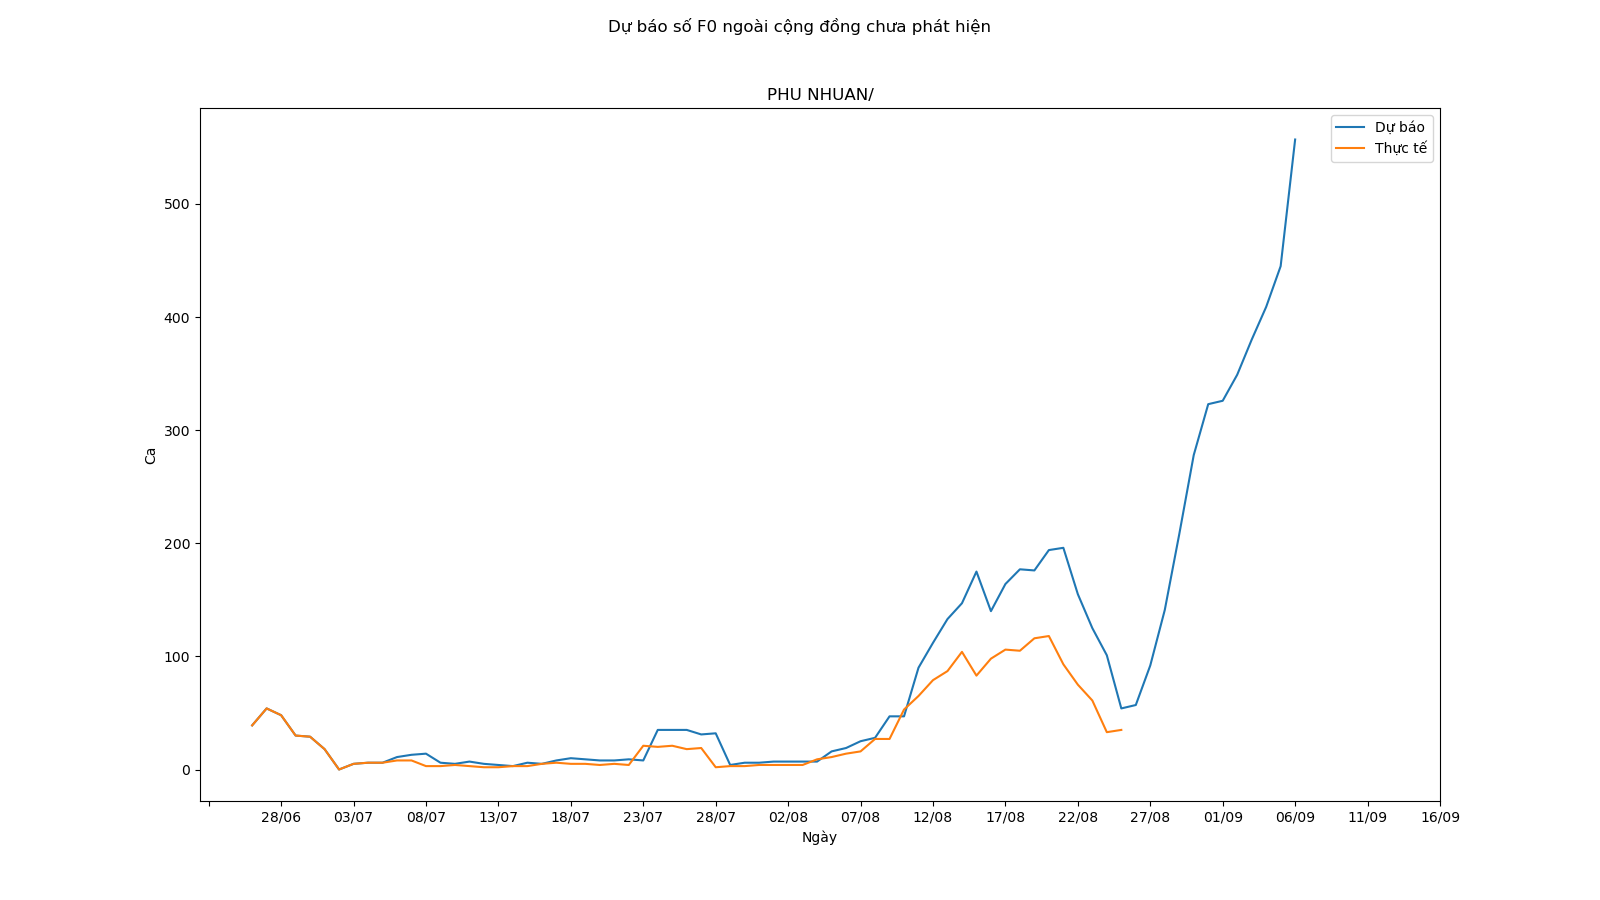 Dự báo số F0 ngoài cộng đồng chưa phát hiện
PHU NHUAN/
Dự báo
Thực tế
500
400
300
200
100
0
Ca
28/06 03/07 08/07 13/07 18/07 23/07 28/07 02/08 07/08 12/08 17/08 22/08 27/08 01/09 06/09 11/09 16/09
Ngày